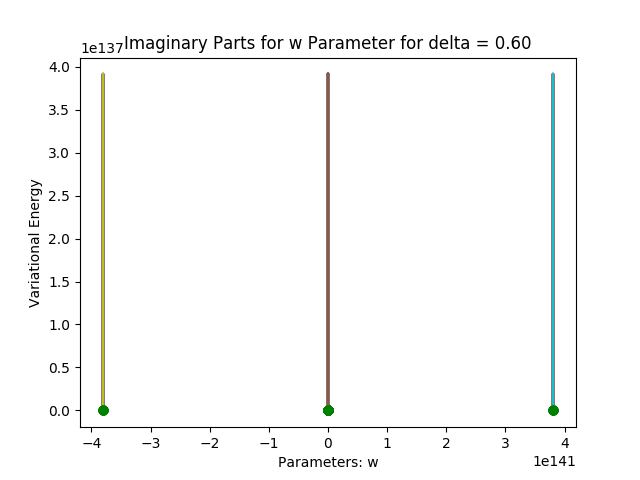 1e137
Imaginary Parts for w Parameter for delta = 0.60
4.0
3.5
3.0
2.5
2.0
1.5
1.0
0.5
0.0
Variational Energy
−4 −3 −2 −1 0 1 2 3 4
1e141
Parameters: w